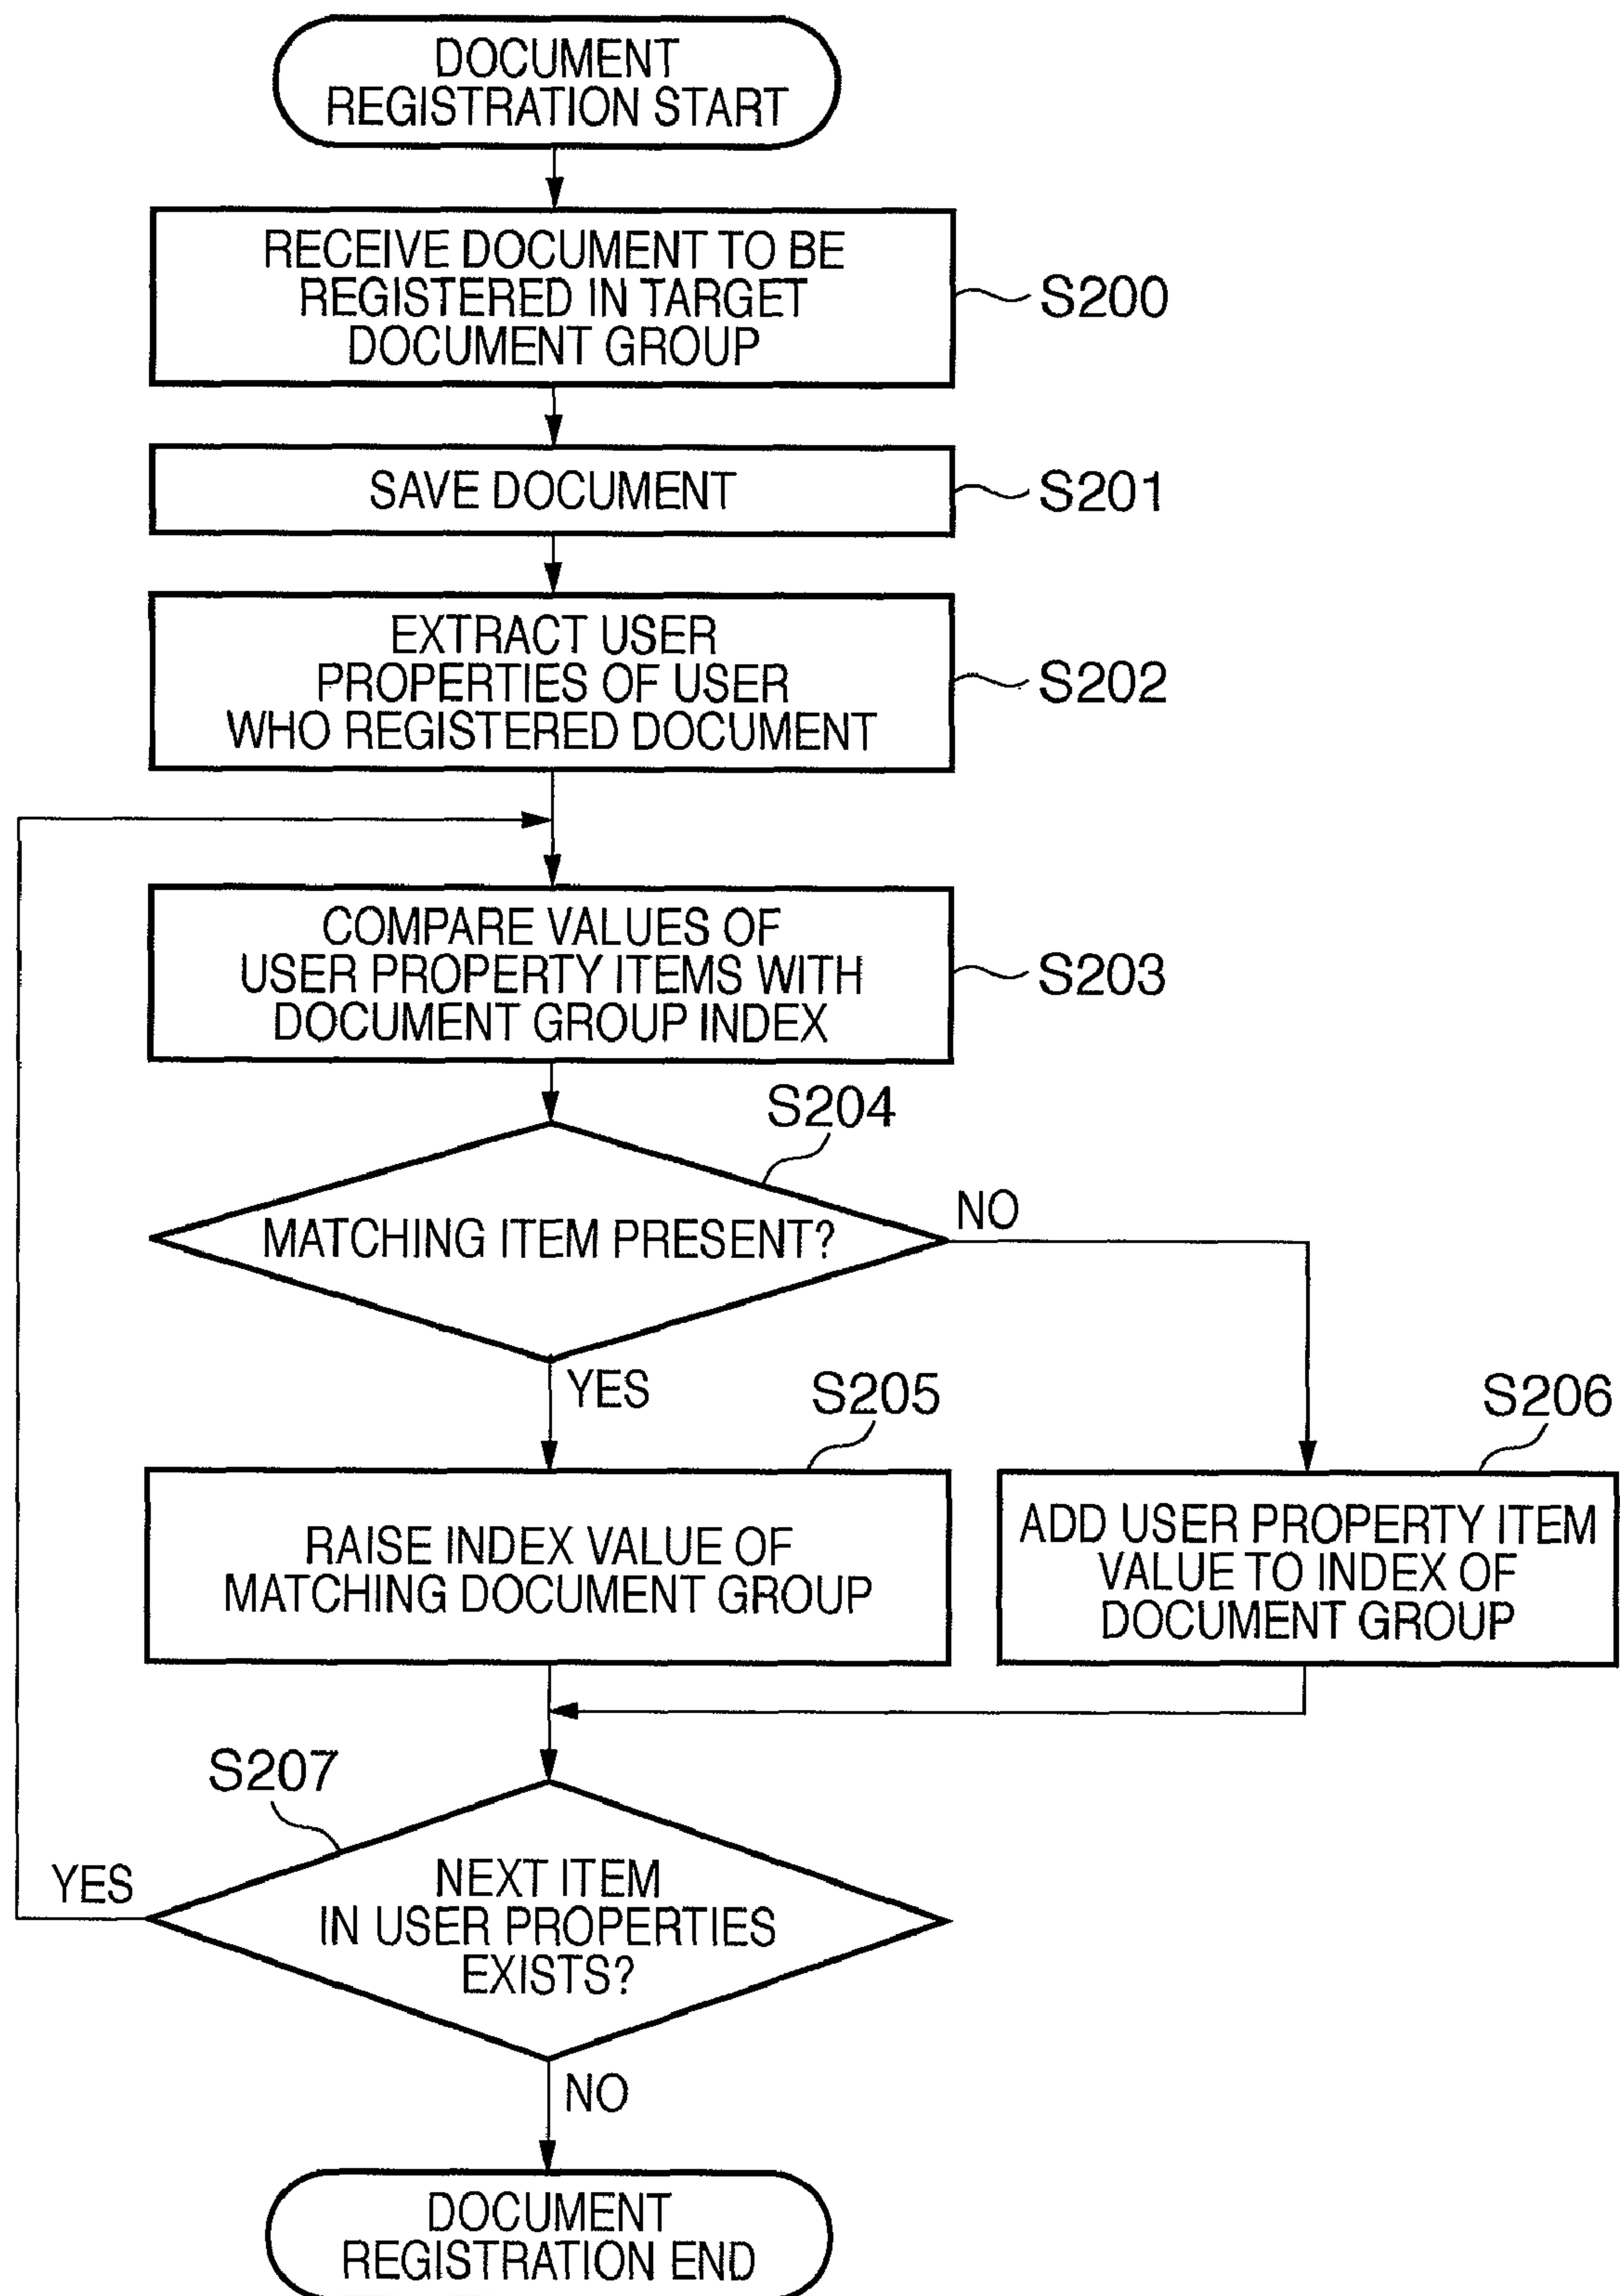 DOCUMENT
REGISTRATION START
RECEIVE DOCUMENT TO BE
REGISTERED IN TARGET
DOCUMENT GROUP
S200
SAVE DOCUMENT
S201
EXTRACT USER
PROPERTIES OF USER
WHO REGISTERED DOCUMENT
S202
COMPARE VALUES OF
USER PROPERTY ITEMS WITH
DOCUMENT GROUP INDEX
S203
S204
MATCHING ITEM PRESENT?
NO
YES
S205
RAISE INDEX VALUE OF
MATCHING DOCUMENT GROUP
S206
ADD USER PROPERTY ITEM
VALUE TO INDEX OF
DOCUMENT GROUP
S207
YES
NEXT ITEM
IN USER PROPERTIES
EXISTS?
NO
DOCUMENT
REGISTRATION END